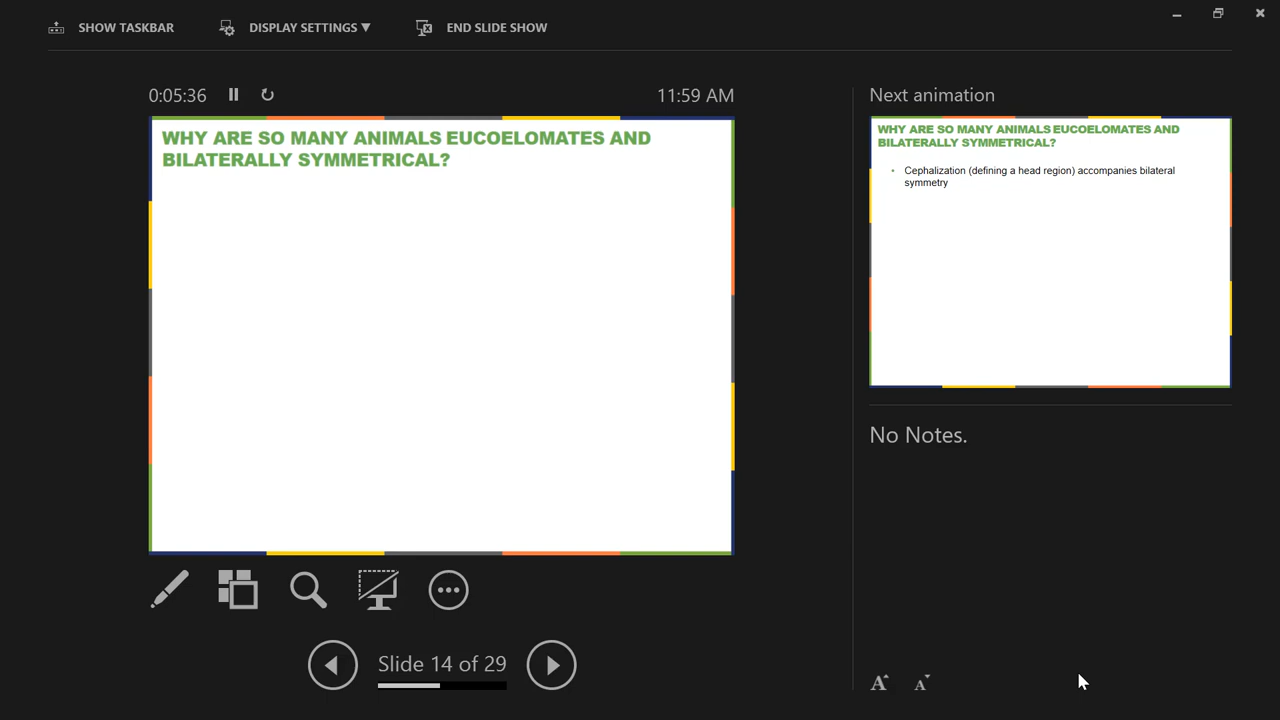 SHOW TASKBAR
DISPLAY SETTINGS ▼
END SLIDE SHOW
0:05:36
11:59 AM
WHY ARE SO MANY ANIMALS EUCOELOMATES AND
BILATERALLY SYMMETRICAL?
Slide 14 of 29
Next animation
WHY ARE SO MANY ANIMALS EUCOELOMATES AND
BILATERALLY SYMMETRICAL?
• Cephalization (defining a head region) accompanies bilateral
symmetry
No Notes.
A A